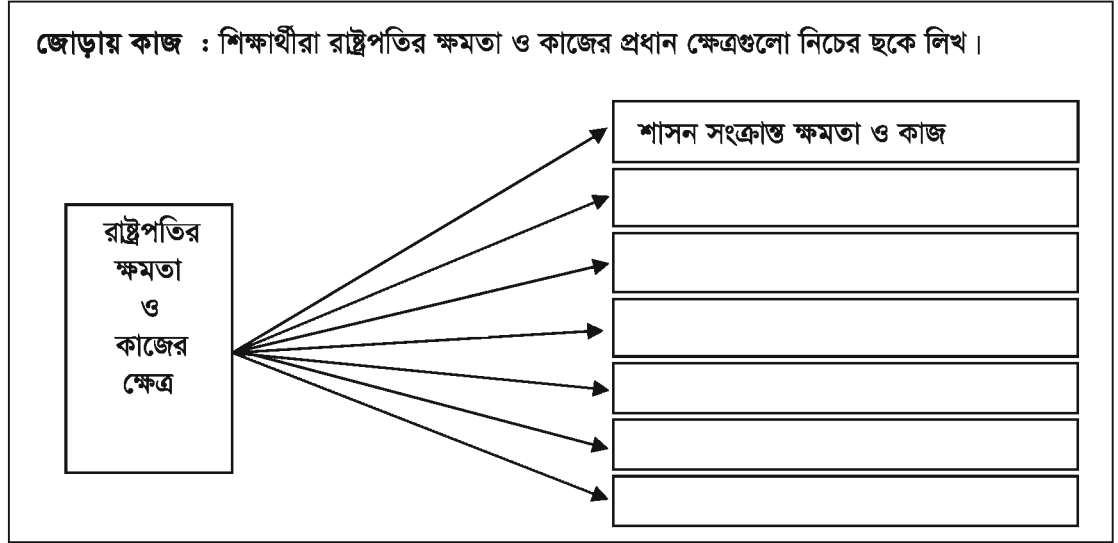 জোড়ায় কাজ : শিক্ষার্থীরা রাষ্ট্রপতির ক্ষমতা ও কাজের প্রধান ক্ষেত্রগুলো নিচের ছকে লিখ।
শাসন সংক্রান্ত ক্ষমতা ও কাজ
রাষ্ট্রপতির
ক্ষমতা
ও
কাজের
ক্ষেত্র